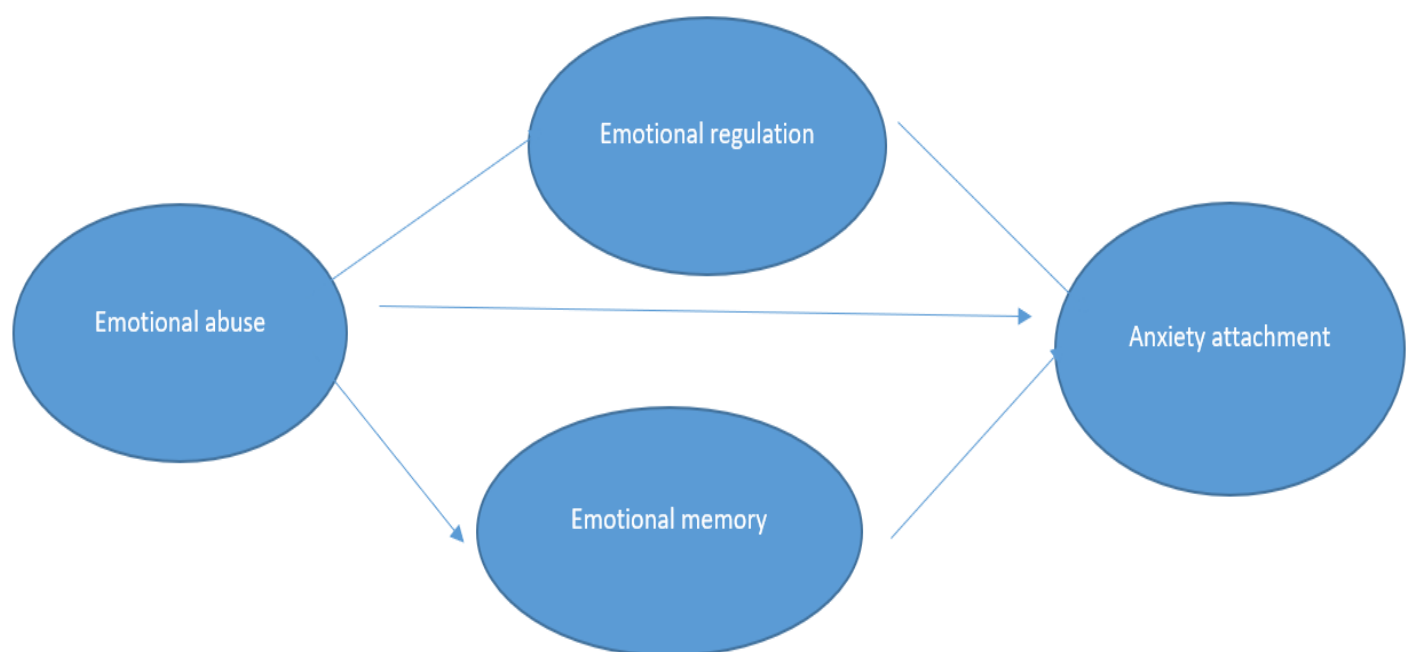 Emotional regulation
Emotional abuse
Anxiety attachment
Emotional memory